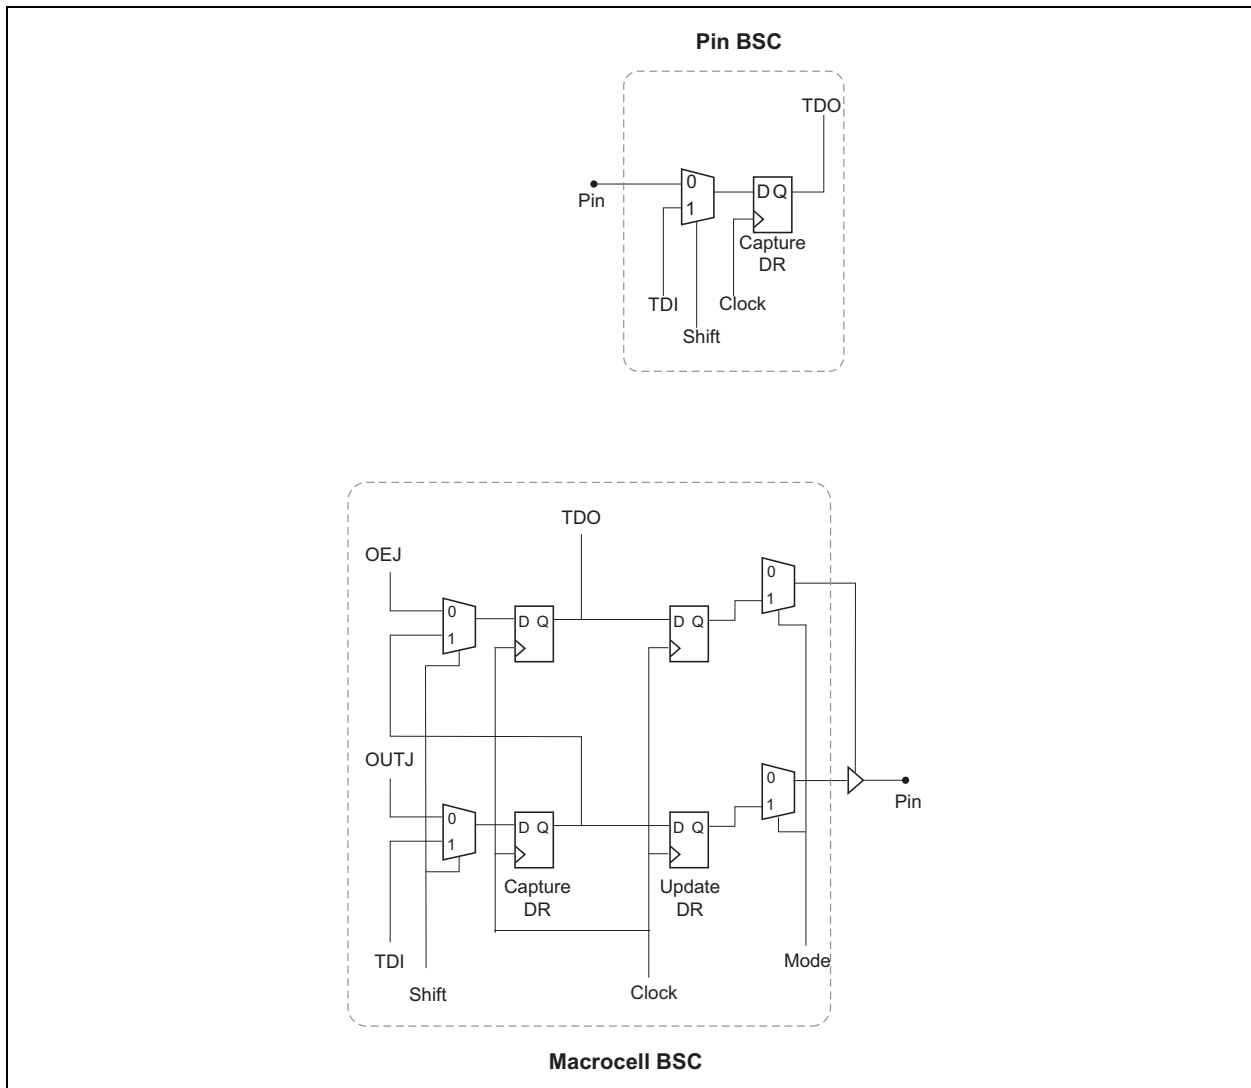 Pin BSC
TDO
0
Pin
1
D Q
Capture
DR
TDI
Clock
Shift
TDO
OEJ
0
1
0
1
D Q
D Q
OUTJ
0
1
0
1
Pin
D Q
D Q
Capture
DR
Update
DR
TDI
Mode
Shift
Clock
Macrocell BSC